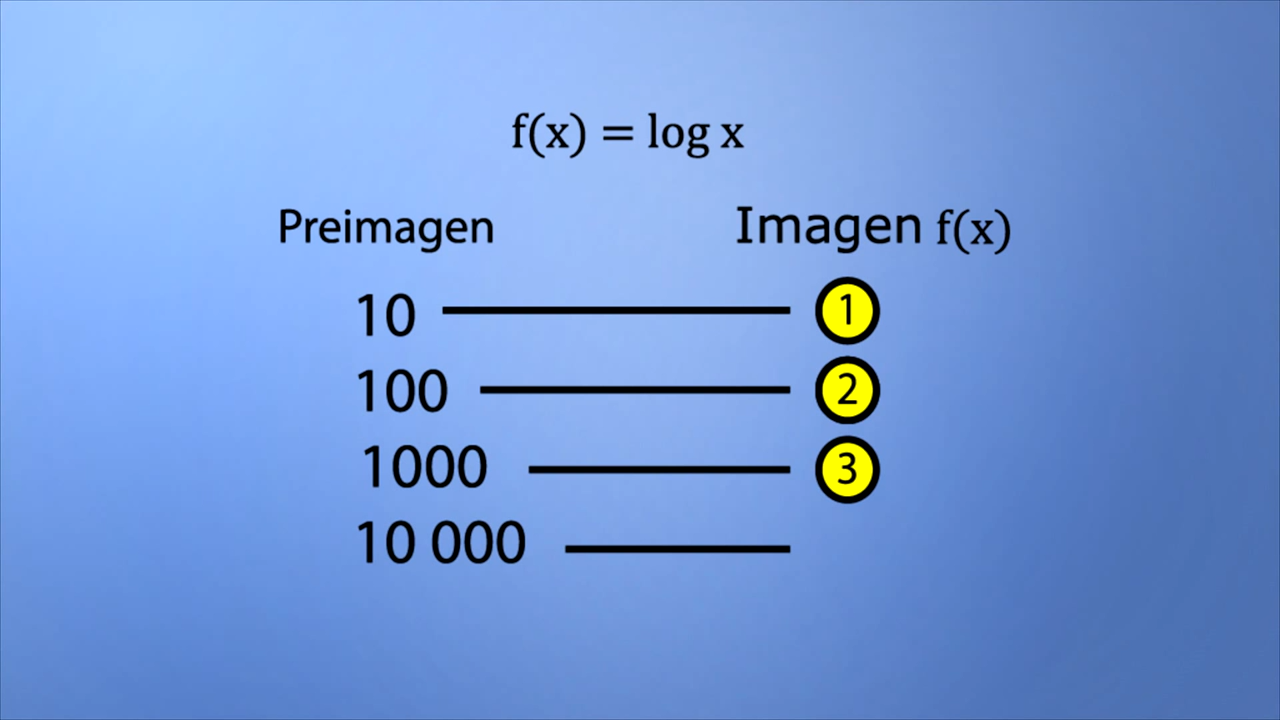 f(x) = log x
Preimagen Imagen f(x)
10 1
100 2
1000 3
10 000